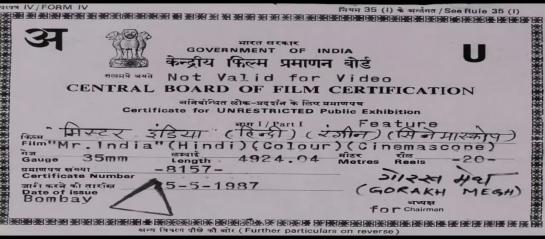 प्रपत्र IV/FORM IV नियम 35 (I) के अन्तर्गत/See Rule 35 (I)
भारत सरकार
GOVERNMENT OF INDIA
अ U
केन्द्रीय फिल्म प्रमाणन बोर्ड
सत्यमेव जयते Not Valid for Video
CENTRAL BOARD OF FILM CERTIFICATION
अनिर्बन्धित लोक-प्रदर्शन के लिए प्रमाणपत्र
Certificate for UNRESTRICTED Public Exhibition
भाग I/Part I Feature
फिल्म मिस्टर इंडिया (हिन्दी) (रंगीन) (सिनेमास्कोप)
Film "Mr. India" (Hindi) (Colour) (Cinemascope)
गेज लम्बाई मीटर रील
Gauge 35mm Length 4924.04 Metres Reels -20-
प्रमाणपत्र संख्या
Certificate Number -8157-
जारी करने की तारीख
Date of Issue 25-5-1987
Bombay
(GORAKH MEGH)
अध्यक्ष
for Chairman
अन्य विवरण पीछे की ओर (Further particulars on reverse)